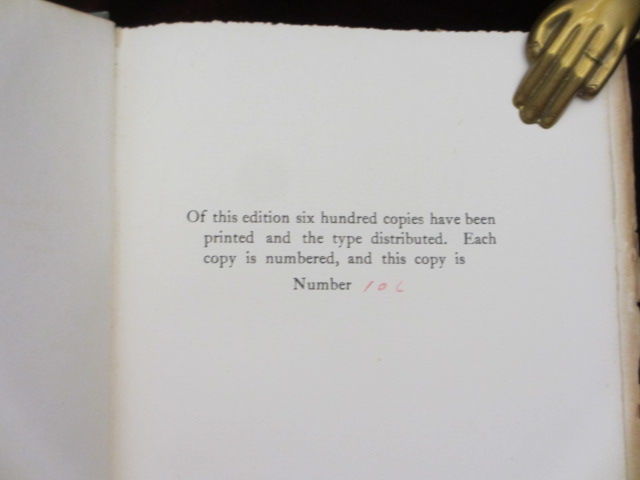 Of this edition six hundred copies have been
printed and the type distributed. Each
copy is numbered, and this copy is
Number 106